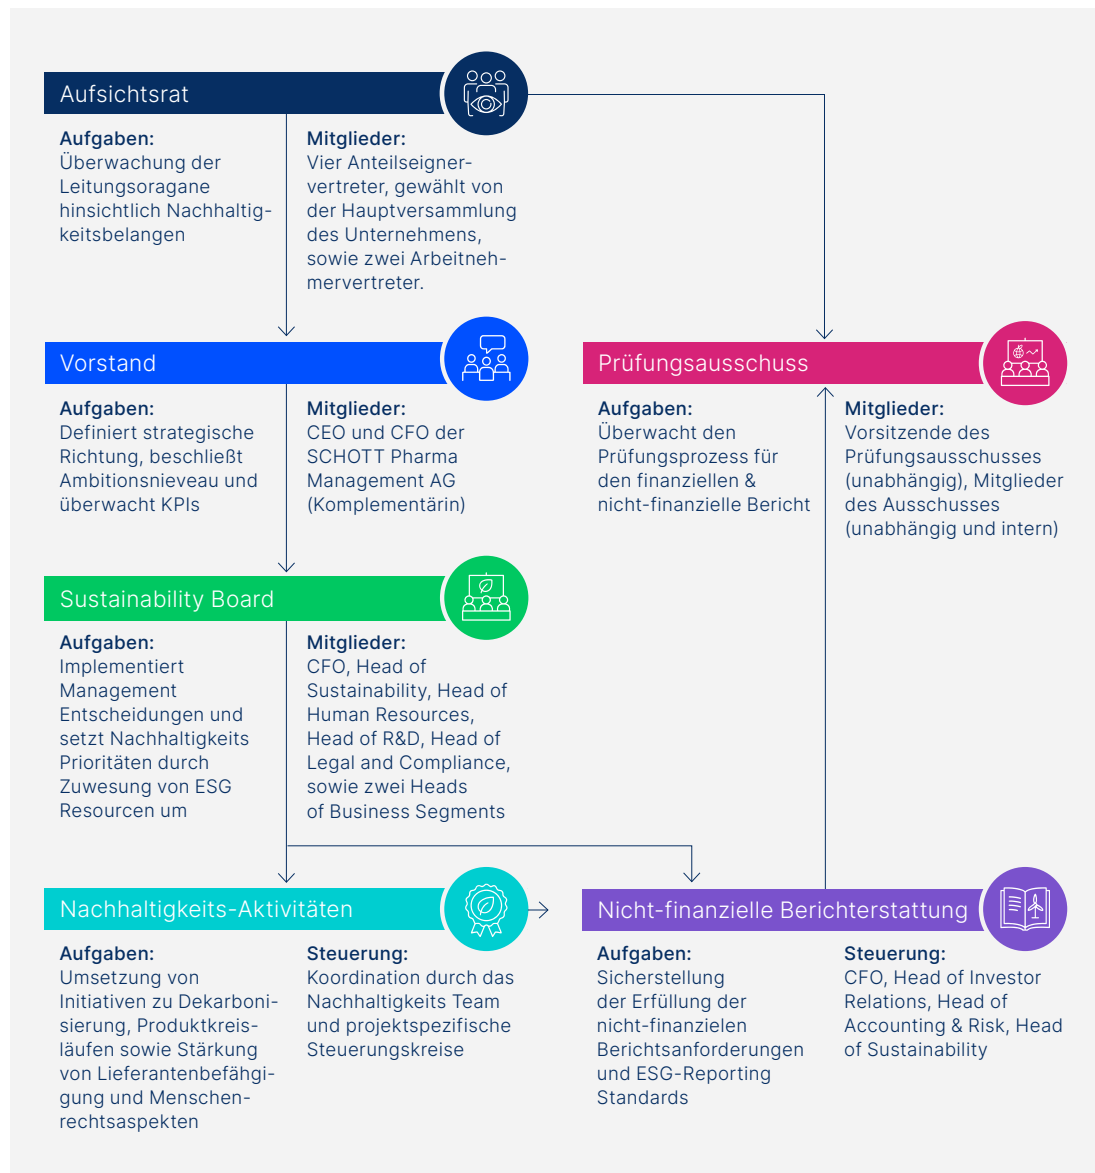 Aufsichtsrat
Aufgaben:
Überwachung der
Leitungsoragane
hinsichtlich Nachhaltig-
keitsbelangen
Mitglieder:
Vier Anteilseigner-
vertreter, gewählt von
der Hauptversammlung
des Unternehmens,
sowie zwei Arbeitneh-
mervertreter.
Vorstand
Aufgaben:
Definiert strategische
Richtung, beschließt
Ambitionsnieveau und
überwacht KPIs
Mitglieder:
CEO und CFO der
SCHOTT Pharma
Management AG
(Komplementärin)
Prüfungsausschuss
Aufgaben:
Überwacht den
Prüfungsprozess für
den finanziellen &
nicht-finanzielle Bericht
Mitglieder:
Vorsitzende des
Prüfungsausschusses
(unabhängig), Mitglieder
des Ausschusses
(unabhängig und intern)
Sustainability Board
Aufgaben:
Implementiert
Management
Entscheidungen und
setzt Nachhaltigkeits
Prioritäten durch
Zuwesung von ESG
Resourcen um
Mitglieder:
CFO, Head of
Sustainability, Head of
Human Resources,
Head of R&D, Head of
Legal and Compliance,
sowie zwei Heads
of Business Segments
Nachhaltigkeits-Aktivitäten
Aufgaben:
Umsetzung von
Initiativen zu Dekarboni-
sierung, Produktkreis-
läufen sowie Stärkung
von Lieferantenbefähgi-
gung und Menschen-
rechtsaspekten
Steuerung:
Koordination durch das
Nachhaltigkeits Team
und projektspezifische
Steuerungskreise
Nicht-finanzielle Berichterstattung
Aufgaben:
Sicherstellung
der Erfüllung der
nicht-finanzielen
Berichtsanforderungen
und ESG-Reporting
Standards
Steuerung:
CFO, Head of Investor
Relations, Head of
Accounting & Risk, Head
of Sustainability